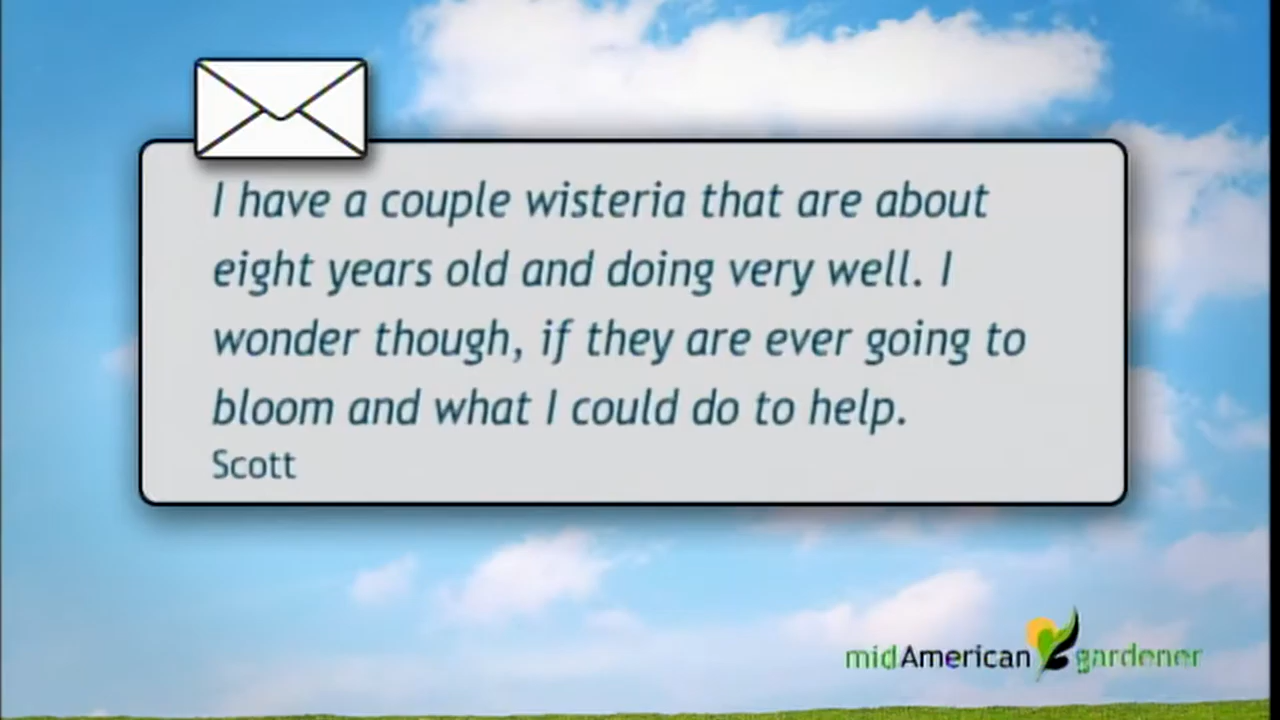 I have a couple wisteria that are about
eight years old and doing very well. I
wonder though, if they are ever going to
bloom and what I could do to help.
Scott
midAmerican gardener